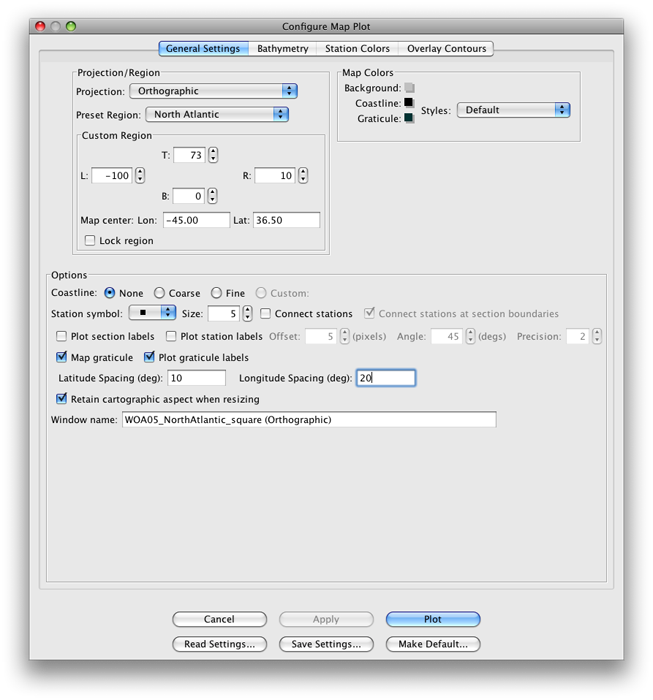 Configure Map Plot
General Settings Bathymetry Station Colors Overlay Contours
Projection/Region
Projection: Orthographic
Preset Region: North Atlantic
Custom Region
T: 73
L: -100 R: 10
B: 0
Map center: Lon: -45.00 Lat: 36.50
Lock region
Map Colors
Background:
Coastline:
Graticule:
Styles: Default
Options
Coastline: None Coarse Fine Custom:
Station symbol: Size: 5 Connect stations Connect stations at section boundaries
Plot section labels Plot station labels Offset: 5 (pixels) Angle: 45 (degs) Precision: 2
Map graticule Plot graticule labels
Latitude Spacing (deg): 10 Longitude Spacing (deg): 20
Retain cartographic aspect when resizing
Window name: WOA05_NorthAtlantic_square (Orthographic)
Cancel Apply Plot
Read Settings... Save Settings... Make Default...